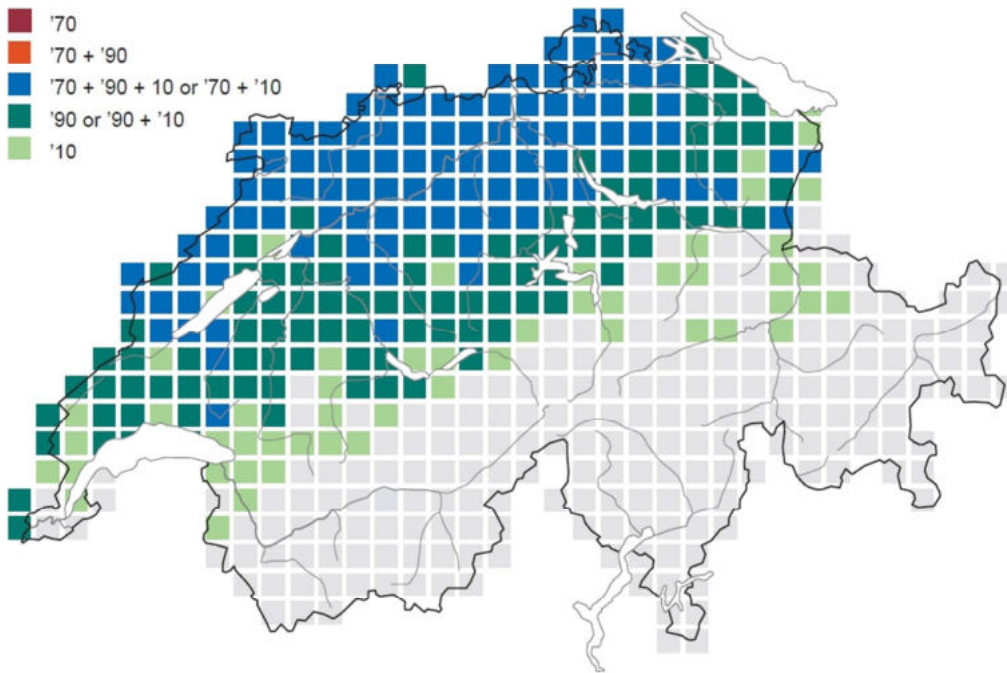 ’70
’70 + ’90
’70 + ’90 + 10 or ’70 + ’10
’90 or ’90 + ’10
’10